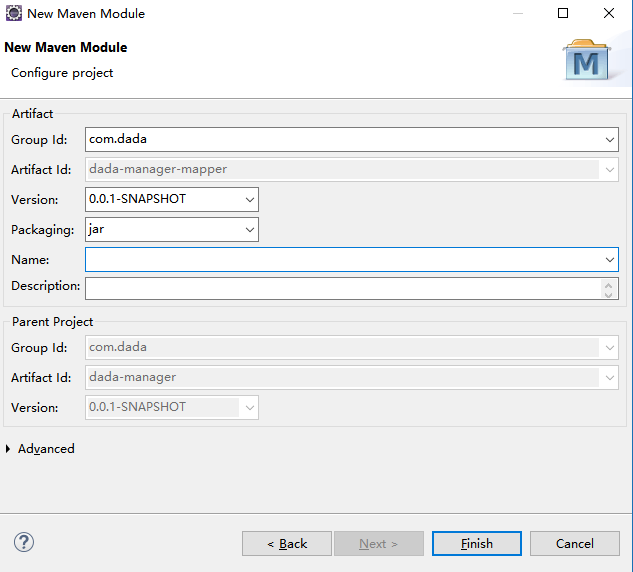 New Maven Module
New Maven Module
Configure project
M
Artifact
Group Id: com.dada
Artifact Id: dada-manager-mapper
Version: 0.0.1-SNAPSHOT
Packaging: jar
Name:
Description:
Parent Project
Group Id: com.dada
Artifact Id: dada-manager
Version: 0.0.1-SNAPSHOT
Advanced
? < Back Next > Finish Cancel